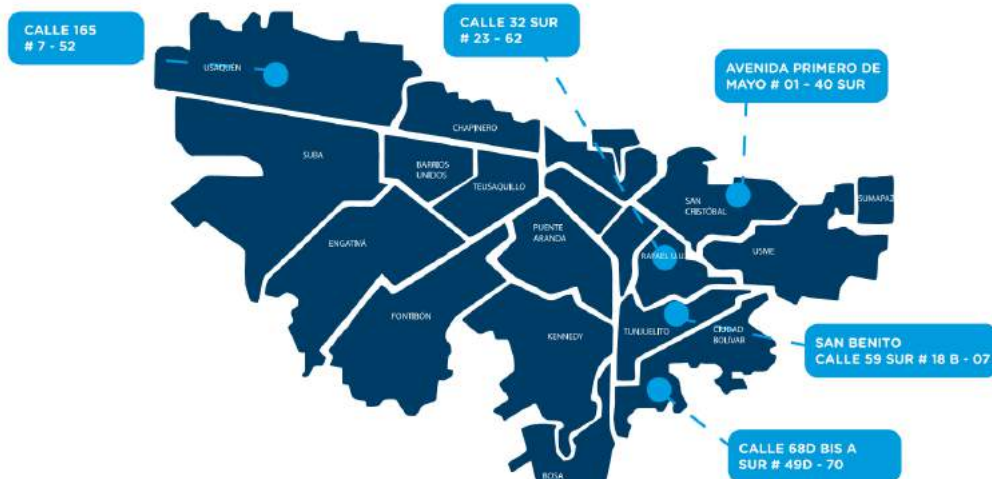 CALLE 165
# 7 - 52
CALLE 32 SUR
# 23 - 62
AVENIDA PRIMERO DE
MAYO # 01 - 40 SUR
USAQUÉN
CHAPINERO
SUBA
BARRIOS
UNIDOS
TEUSAQUILLO
SAN
CRISTÓBAL
SUMAPAZ
PUENTE
ARANDA
ENGATIVÁ
RAFAEL U.U.
USME
FONTIBÓN
KENNEDY
TUNJUELITO
CIUDAD
BOLÍVAR
SAN BENITO
CALLE 59 SUR # 18 B - 07
CALLE 68D BIS A
SUR # 49D - 70
BOSA